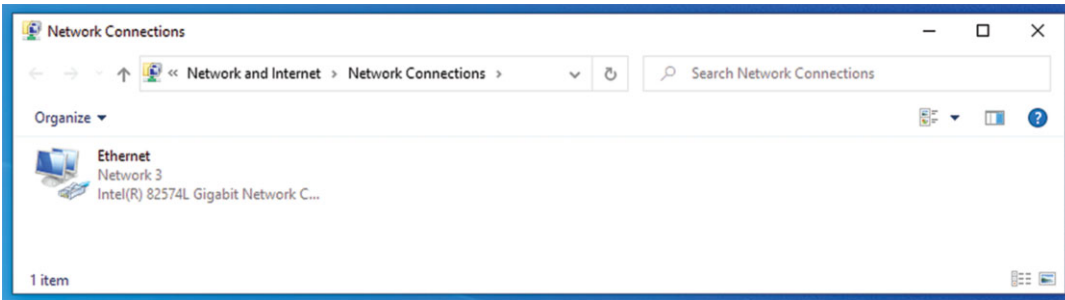 Network Connections
« Network and Internet › Network Connections ›
Search Network Connections
Organize
Ethernet
Network 3
Intel(R) 82574L Gigabit Network C...
1 item